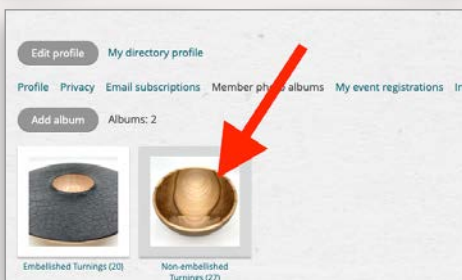 Edit profile My directory profile
Profile Privacy Email subscriptions Member photo albums My event registrations
Add album Albums: 2
Embellished Turnings (20) Non-embellished
Turnings (27)